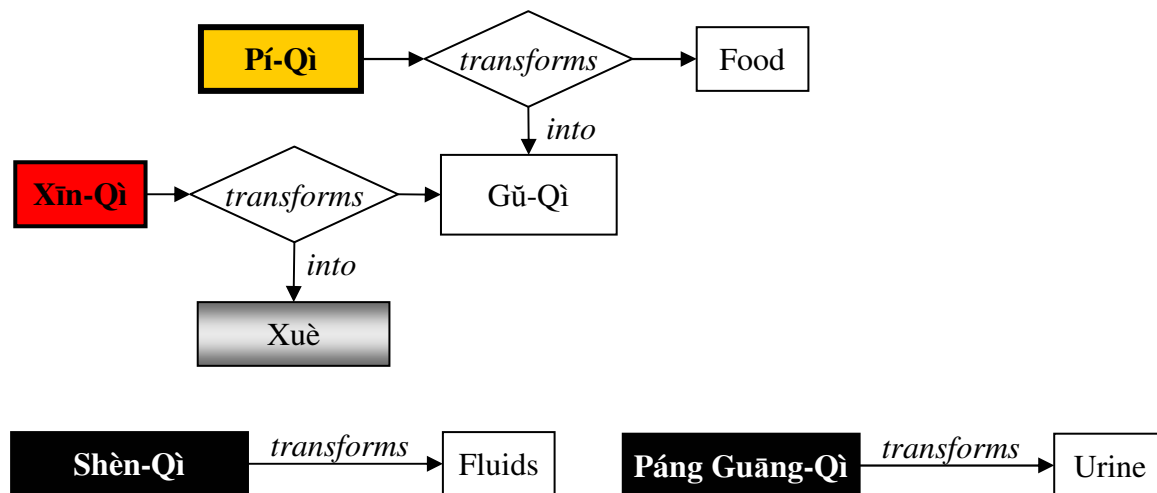 Pí-Qì transforms Food
into
Xīn-Qì transforms Gŭ-Qì
into
Xuè
Shèn-Qì transforms Fluids Páng Guāng-Qì transforms Urine